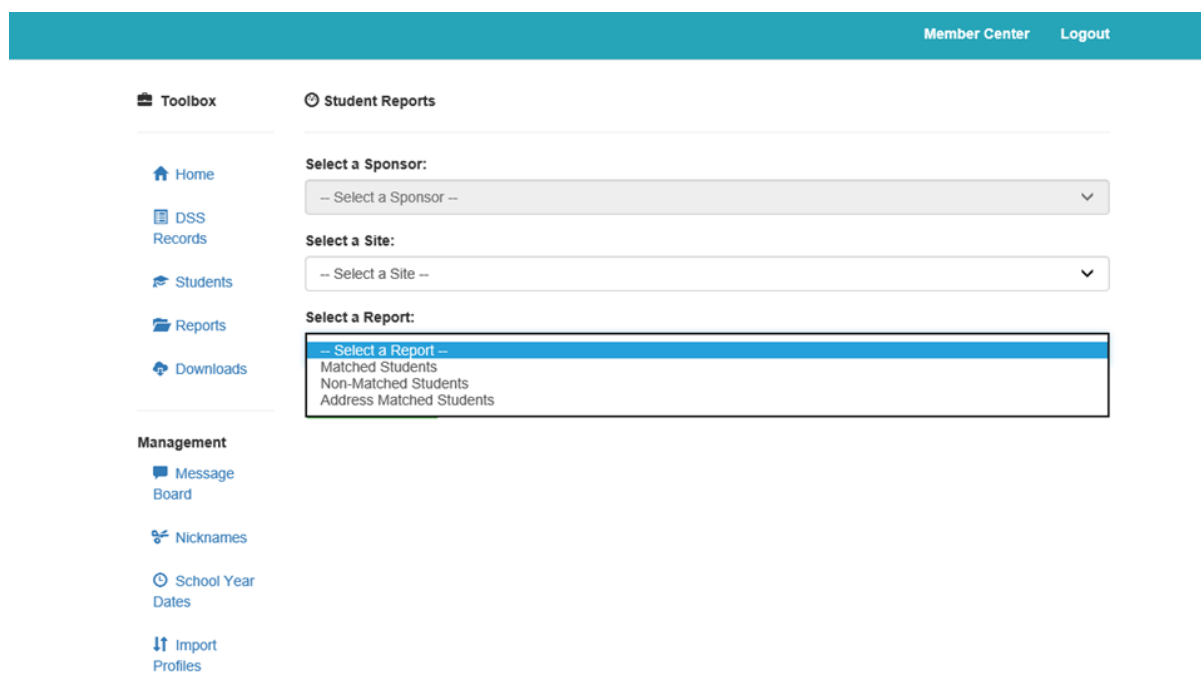 Member Center Logout
Toolbox
Student Reports
Home
DSS
Records
Students
Reports
Downloads
Management
Message
Board
Nicknames
School Year
Dates
Import
Profiles
Select a Sponsor:
-- Select a Sponsor --
Select a Site:
-- Select a Site --
Select a Report:
-- Select a Report --
Matched Students
Non-Matched Students
Address Matched Students